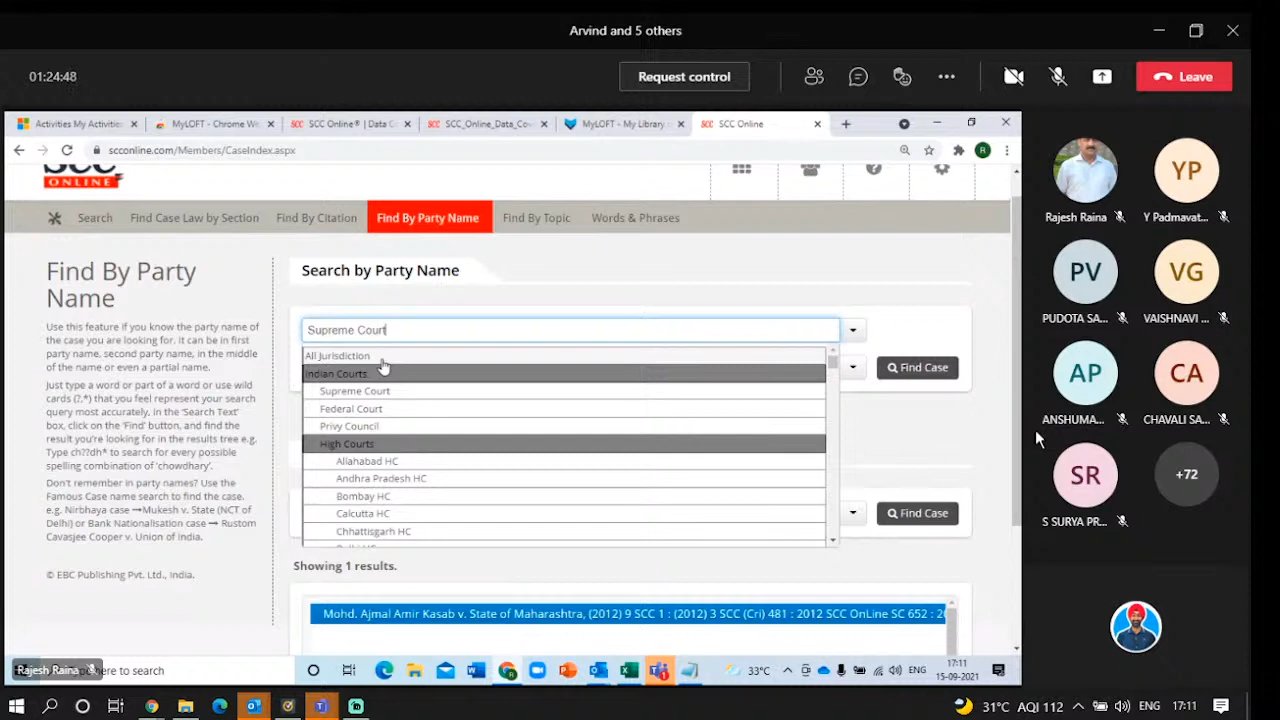 Arvind and 5 others
01:24:48
Request control
Leave
Activities My Activitie
MyLOFT - Chrome We
SCC Online® | Data C
SCC_Online_Data_Co
MyLOFT - My Library
SCC Online
scconline.com/Members/CaseIndex.aspx
R
SCC
ONLINE
Search
Find Case Law by Section
Find By Citation
Find By Party Name
Find By Topic
Words & Phrases
Find By Party
Name
Use this feature if you know the party name of
the case you are looking for. It can be in first
party name, second party name, in the middle
of the name or even a partial name.
Just type a word or part of a word or use wild
cards (?,*) that you feel represent your search
query most accurately, in the 'Search Text'
box, click on the 'Find' button, and find the
result you're looking for in the results tree e.g.
Type ch??dh* to search for every possible
spelling combination of 'chowdhary'.
Don't remember in party names? Use the
Famous Case name search to find the case.
e.g. Nirbhaya case →Mukesh v. State (NCT of
Delhi) or Bank Nationalisation case → Rustom
Cavasjee Cooper v. Union of India.
© EBC Publishing Pvt. Ltd., India.
Search by Party Name
Supreme Court
All Jurisdiction
Indian Courts
Supreme Court
Federal Court
Privy Council
High Courts
Allahabad HC
Andhra Pradesh HC
Bombay HC
Calcutta HC
Chhattisgarh HC
Find Case
Find Case
Showing 1 results.
Mohd. Ajmal Amir Kasab v. State of Maharashtra, (2012) 9 SCC 1 : (2012) 3 SCC (Cri) 481 : 2012 SCC OnLine SC 652 : 20
Rajesh Raina
YP
Y Padmavat...
PV
PUDOTA SA...
VG
VAISHNAVI ...
AP
ANSHUMA...
CA
CHAVALI SA...
SR
S SURYA PR...
+72
Rajesh Raina
here to search
33°C
ENG
17:11
15-09-2021
31°C AQI 112
ENG
17:11